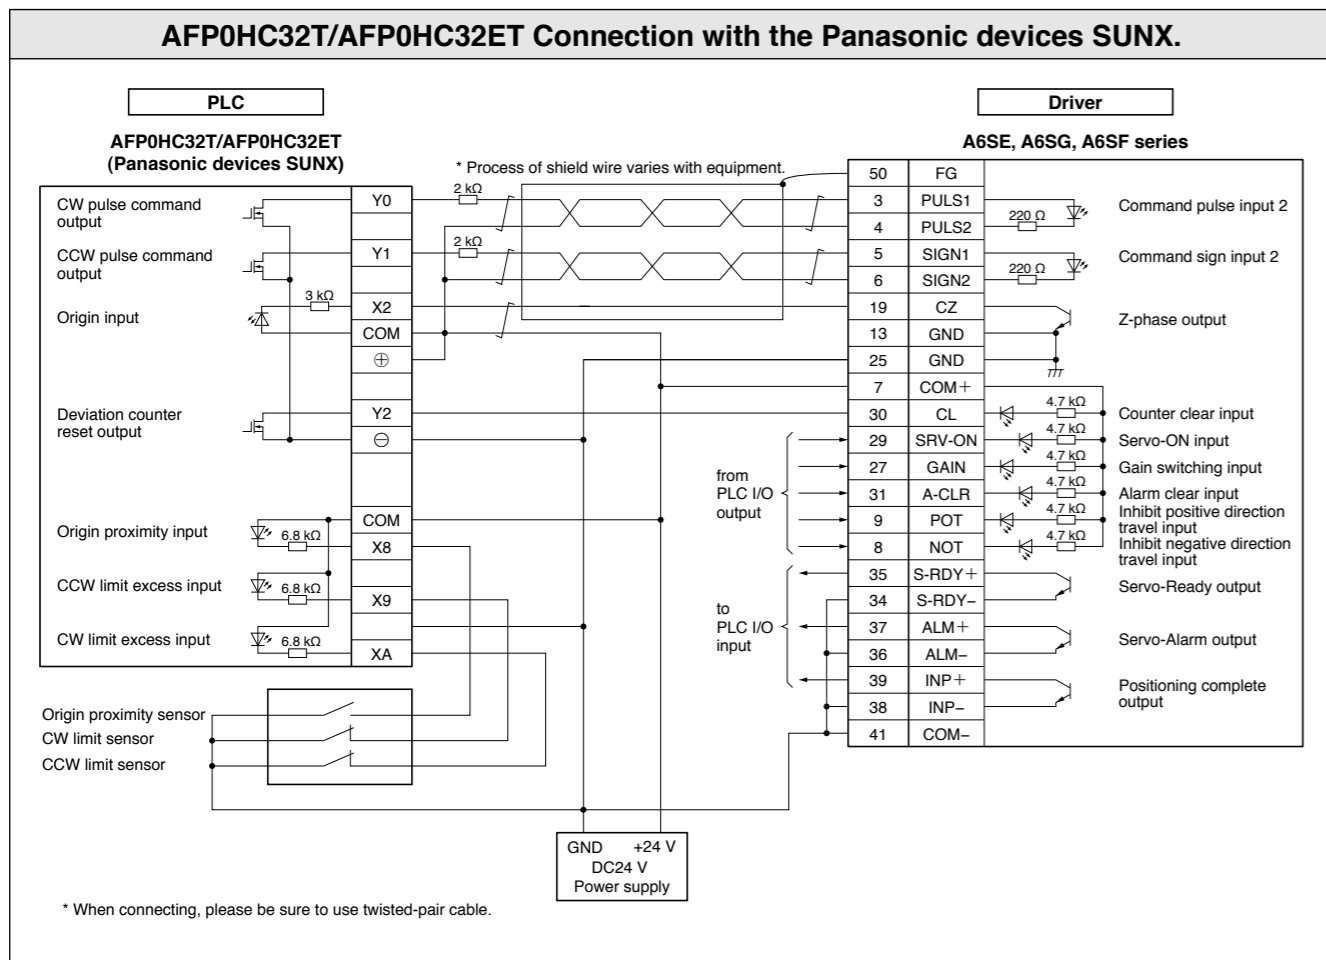 AFP0HC32T/AFP0HC32ET Connection with the Panasonic devices SUNX.
PLC
Driver
AFP0HC32T/AFP0HC32ET
(Panasonic devices SUNX)
A6SE, A6SG, A6SF series
* Process of shield wire varies with equipment.
CW pulse command
output
CCW pulse command
output
Origin input
Deviation counter
reset output
Origin proximity input
CCW limit excess input
CW limit excess input
3 kΩ
6.8 kΩ
6.8 kΩ
6.8 kΩ
Y0
Y1
X2
COM
⊕
Y2
⊖
COM
X8
X9
XA
2 kΩ
2 kΩ
Origin proximity sensor
CW limit sensor
CCW limit sensor
from
PLC I/O
output
to
PLC I/O
input
50 FG
3 PULS1
4 PULS2
5 SIGN1
6 SIGN2
19 CZ
13 GND
25 GND
7 COM+
30 CL
29 SRV-ON
27 GAIN
31 A-CLR
9 POT
8 NOT
35 S-RDY+
34 S-RDY−
37 ALM+
36 ALM−
39 INP+
38 INP−
41 COM−
220 Ω
220 Ω
4.7 kΩ
4.7 kΩ
4.7 kΩ
4.7 kΩ
4.7 kΩ
4.7 kΩ
Command pulse input 2
Command sign input 2
Z-phase output
Counter clear input
Servo-ON input
Gain switching input
Alarm clear input
Inhibit positive direction
travel input
Inhibit negative direction
travel input
Servo-Ready output
Servo-Alarm output
Positioning complete
output
GND +24 V
DC24 V
Power supply
* When connecting, please be sure to use twisted-pair cable.